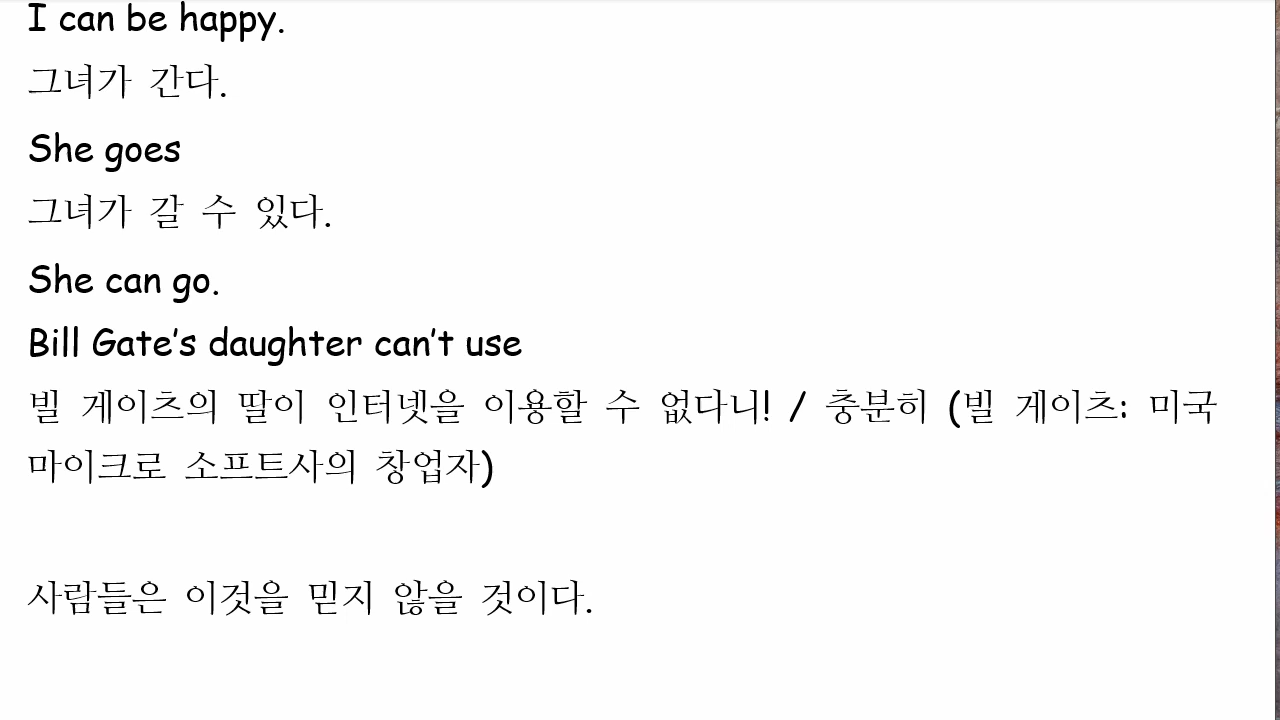 I can be happy.
그녀가 간다.
She goes
그녀가 갈 수 있다.
She can go.
Bill Gate's daughter can't use
빌 게이츠의 딸이 인터넷을 이용할 수 없다니! / 충분히 (빌 게이츠: 미국
마이크로 소프트사의 창업자)
사람들은 이것을 믿지 않을 것이다.